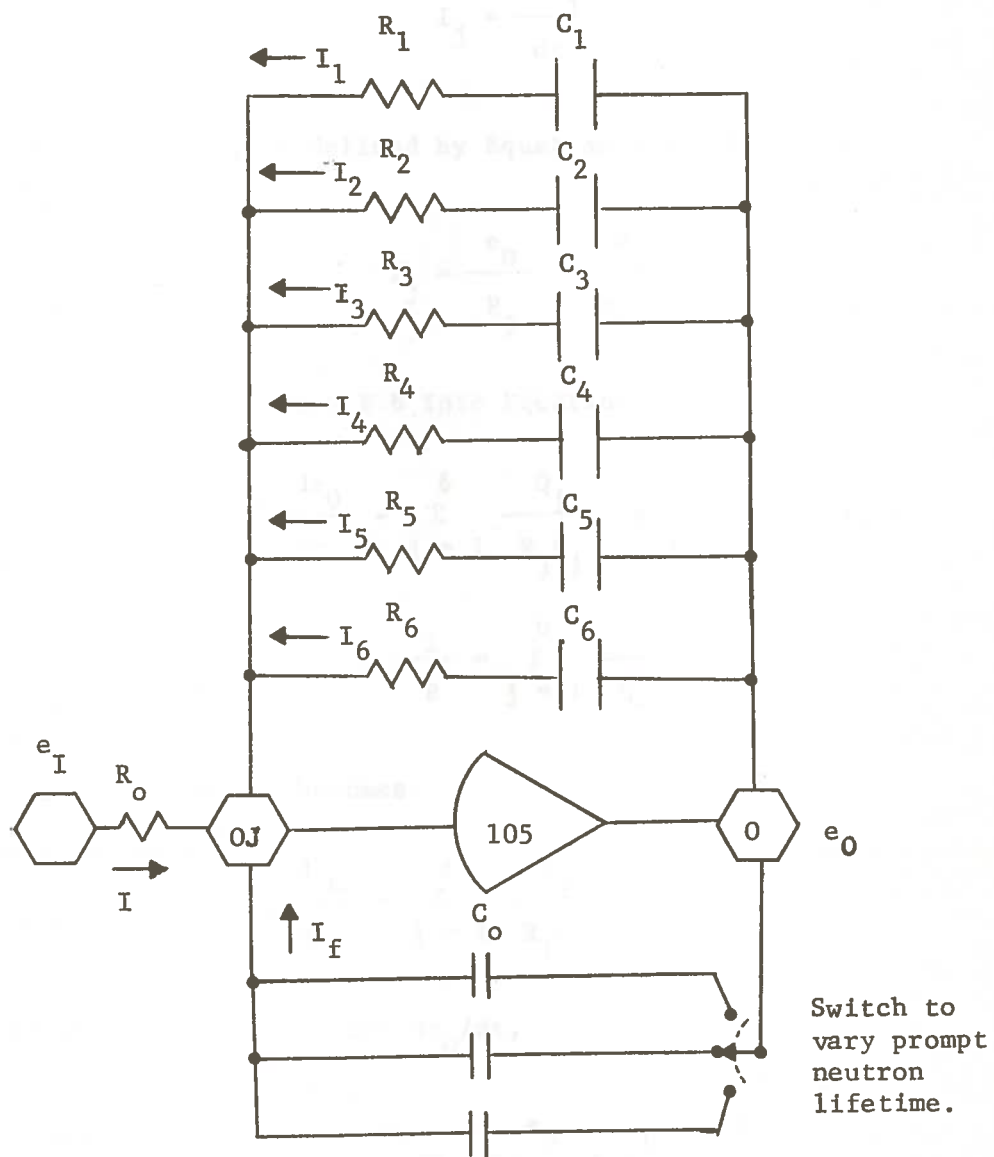 R1
C1
I1
R2
C2
I2
R3
C3
I3
R4
C4
I4
R5
C5
I5
R6
C6
I6
eI
Ro
OJ
105
O
eO
I
If
Co
Switch to
vary prompt
neutron
lifetime.